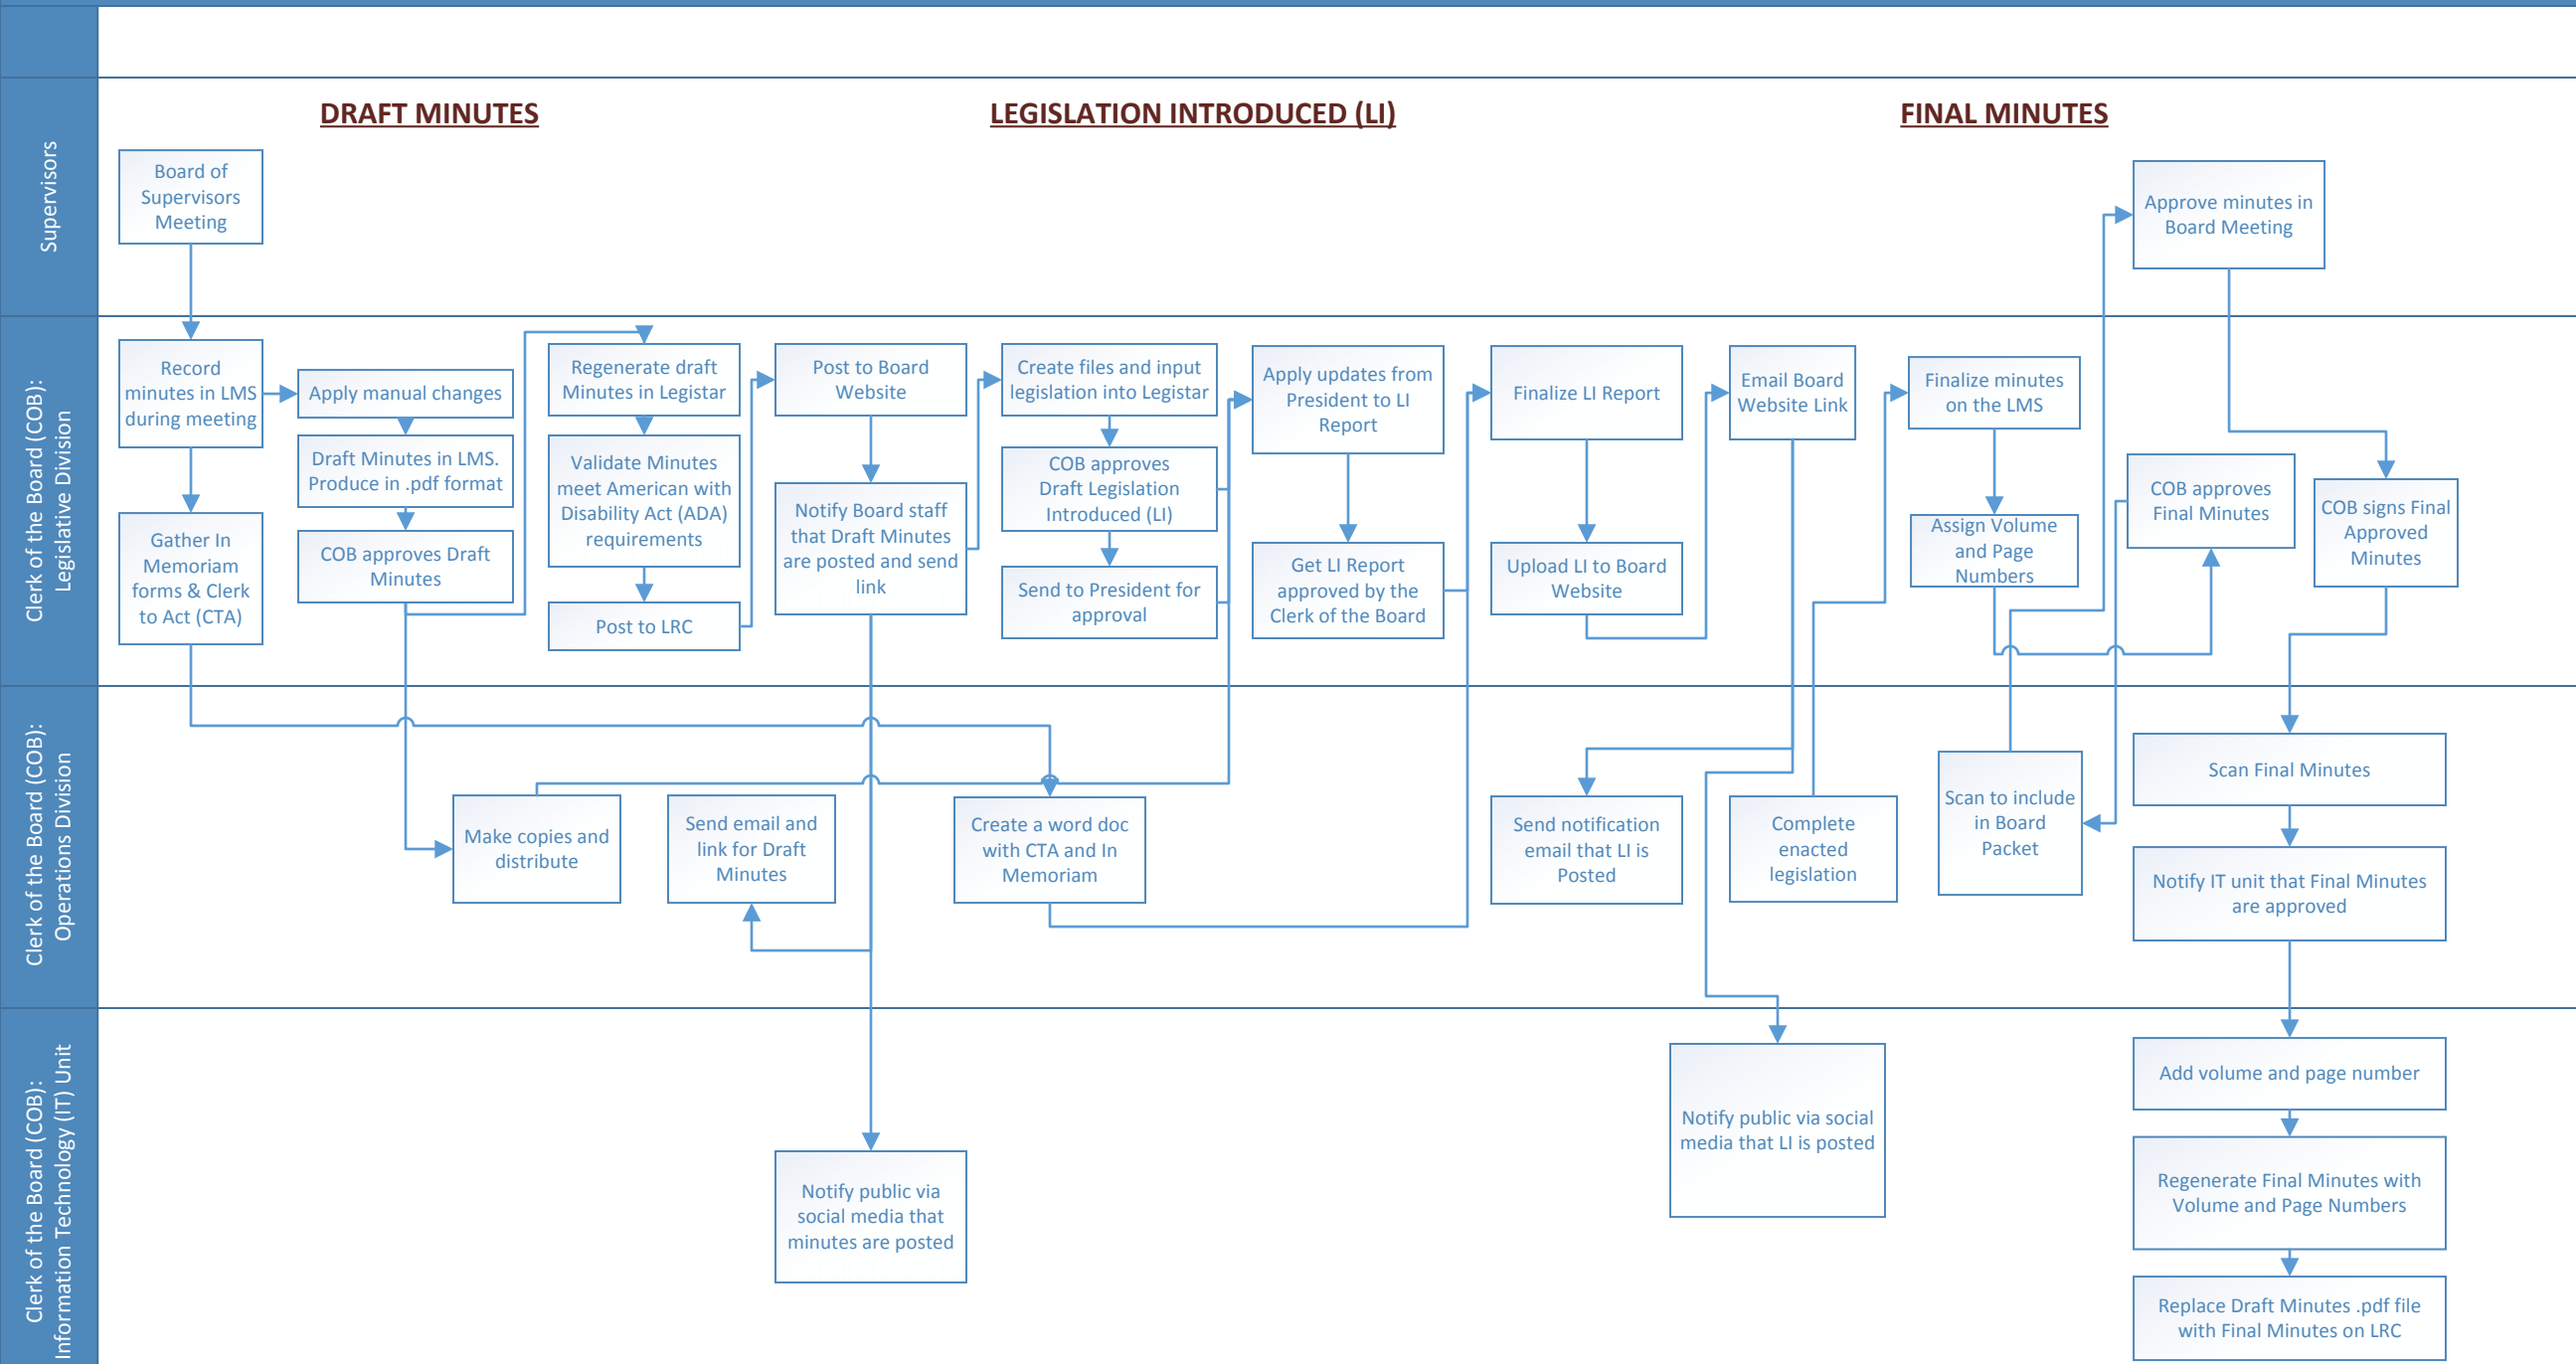 DRAFT MINUTES
LEGISLATION INTRODUCED (LI)
FINAL MINUTES
Supervisors
Board of
Supervisors
Meeting
Approve minutes in
Board Meeting
Clerk of the Board (COB):
Legislative Division
Record
minutes in LMS
during meeting
Gather In
Memoriam
forms & Clerk
to Act (CTA)
Apply manual changes
Draft Minutes in LMS.
Produce in .pdf format
COB approves Draft
Minutes
Regenerate draft
Minutes in Legistar
Validate Minutes
meet American with
Disability Act (ADA)
requirements
Post to LRC
Post to Board
Website
Notify Board staff
that Draft Minutes
are posted and send
link
Create files and input
legislation into Legistar
COB approves
Draft Legislation
Introduced (LI)
Send to President for
approval
Apply updates from
President to LI
Report
Get LI Report
approved by the
Clerk of the Board
Finalize LI Report
Upload LI to Board
Website
Email Board
Website Link
Finalize minutes
on the LMS
Assign Volume
and Page
Numbers
COB approves
Final Minutes
COB signs Final
Approved
Minutes
Clerk of the Board (COB):
Operations Division
Make copies and
distribute
Send email and
link for Draft
Minutes
Create a word doc
with CTA and In
Memoriam
Send notification
email that LI is
Posted
Complete
enacted
legislation
Scan to include
in Board
Packet
Scan Final Minutes
Notify IT unit that Final Minutes
are approved
Clerk of the Board (COB):
Information Technology (IT) Unit
Notify public via
social media that
minutes are posted
Notify public via social
media that LI is posted
Add volume and page number
Regenerate Final Minutes with
Volume and Page Numbers
Replace Draft Minutes .pdf file
with Final Minutes on LRC